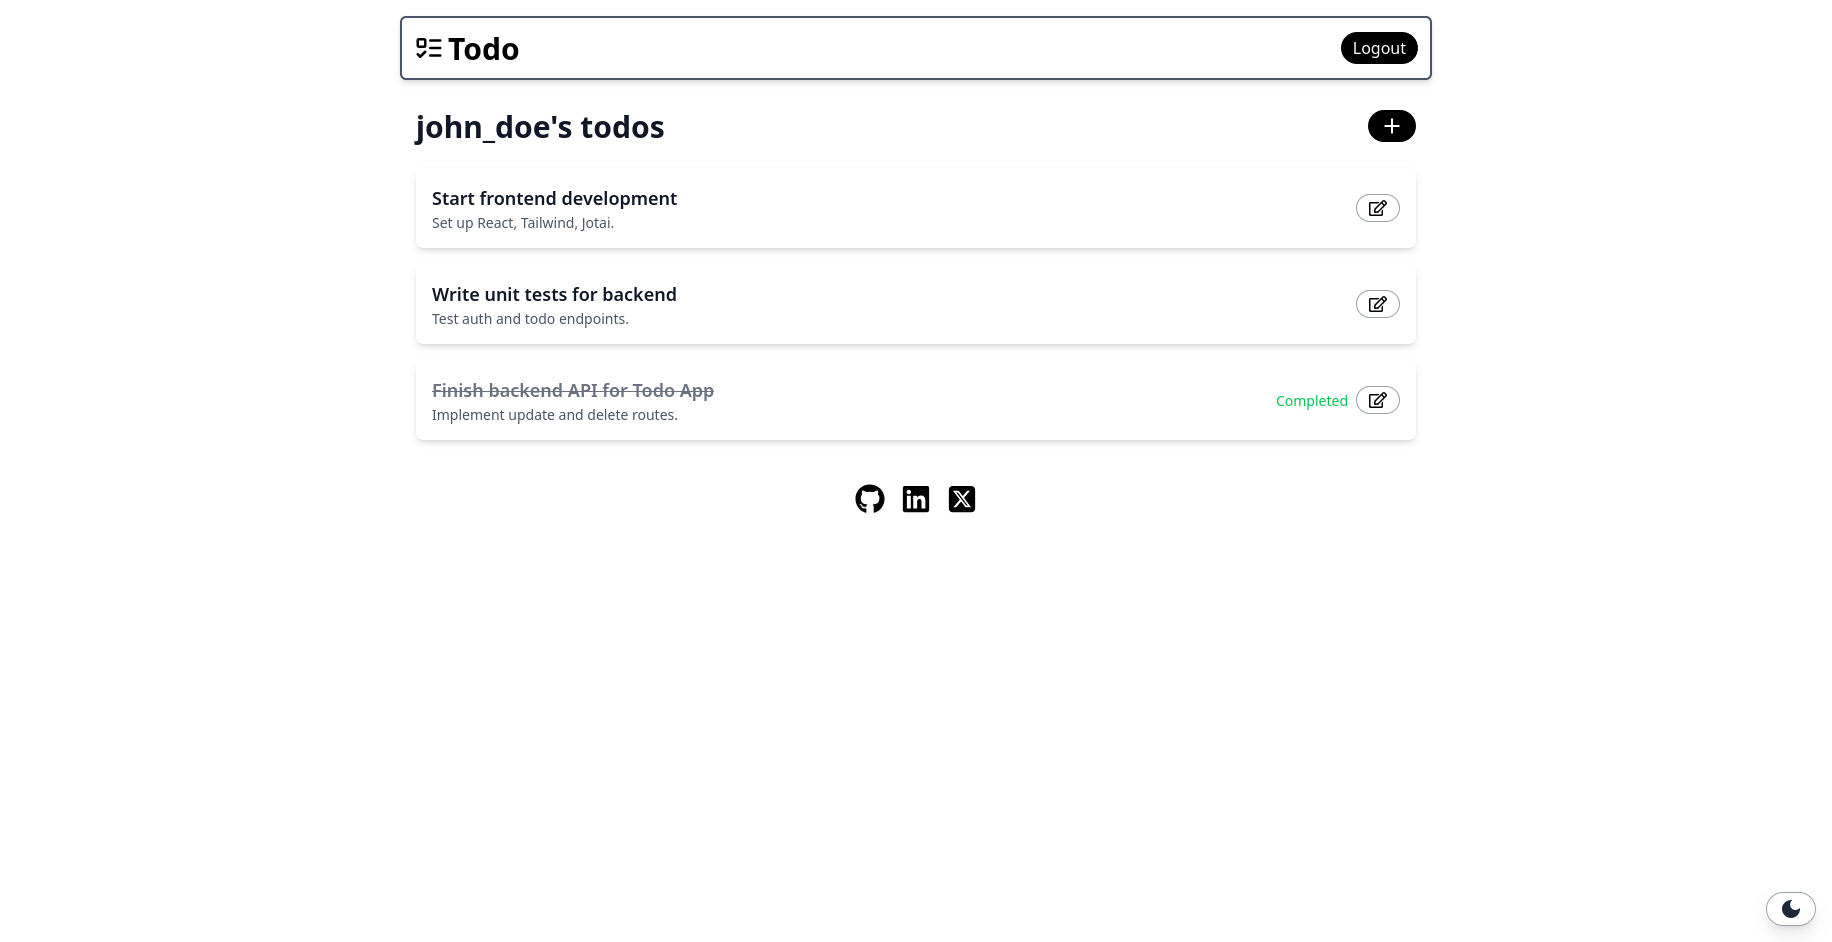 Todo
Logout
john_doe's todos
Start frontend development
Set up React, Tailwind, Jotai.
Write unit tests for backend
Test auth and todo endpoints.
Finish backend API for Todo App
Implement update and delete routes.
Completed